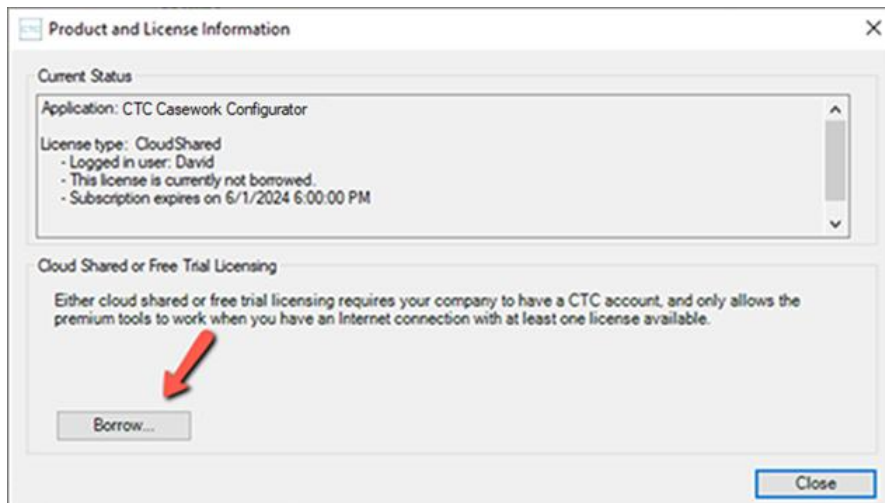 CTC Product and License Information
Current Status
Application: CTC Casework Configurator
License type: CloudShared
- Logged in user: David
- This license is currently not borrowed.
- Subscription expires on 6/1/2024 6:00:00 PM
Cloud Shared or Free Trial Licensing
Either cloud shared or free trial licensing requires your company to have a CTC account, and only allows the
premium tools to work when you have an Internet connection with at least one license available.
Borrow...
Close